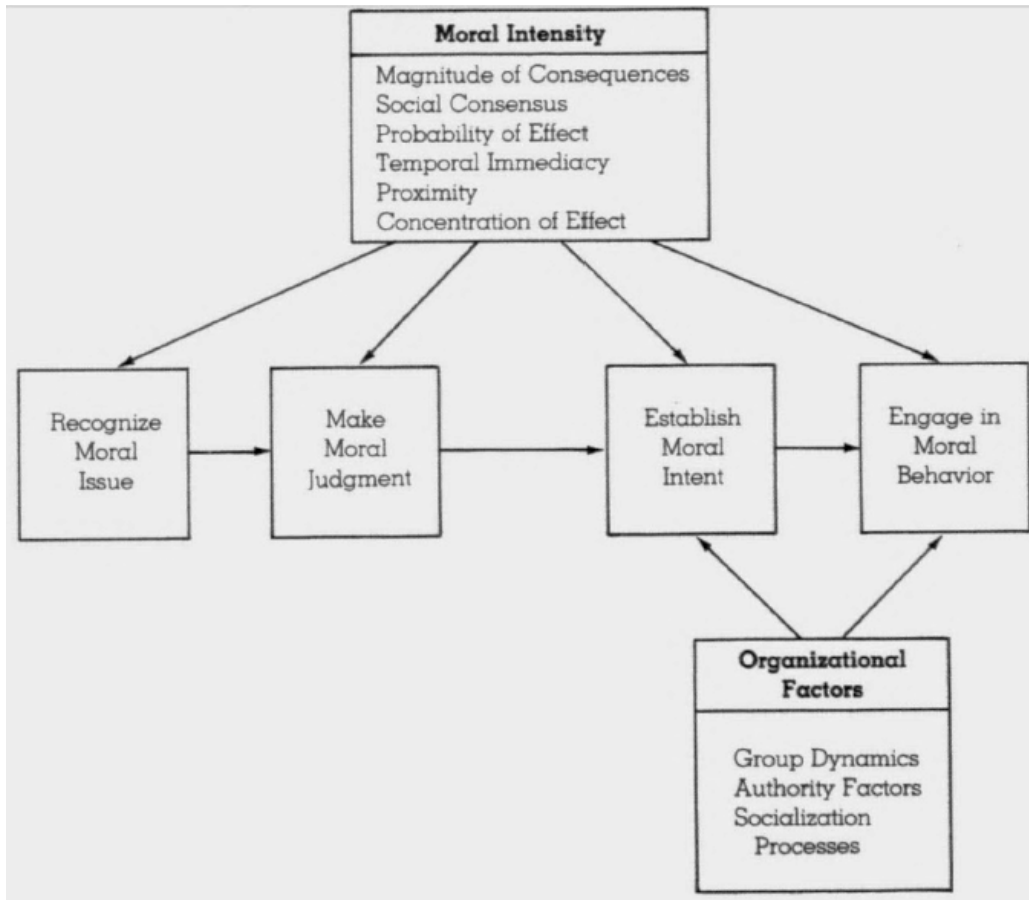 Moral Intensity
Magnitude of Consequences
Social Consensus
Probability of Effect
Temporal Immediacy
Proximity
Concentration of Effect
Recognize
Moral
Issue
Make
Moral
Judgment
Establish
Moral
Intent
Engage in
Moral
Behavior
Organizational
Factors
Group Dynamics
Authority Factors
Socialization
Processes